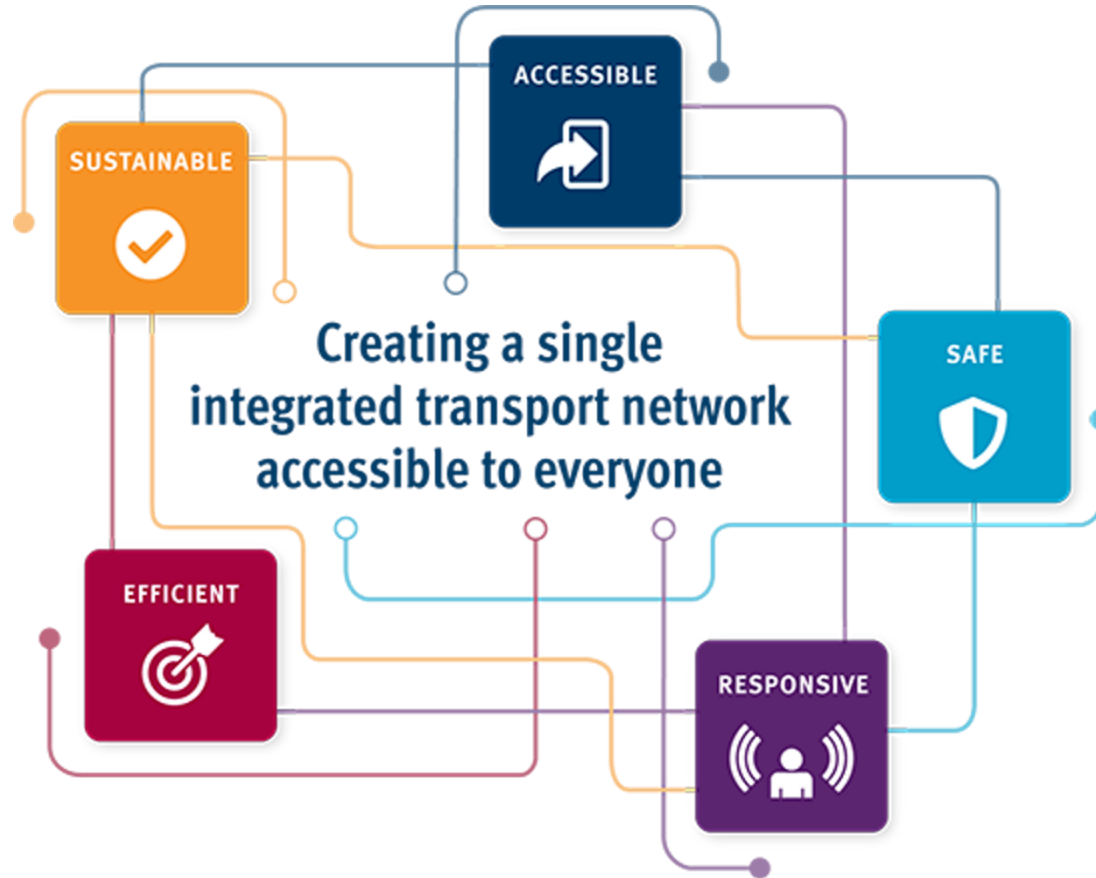 ACCESSIBLE
SUSTAINABLE
Creating a single
integrated transport network
accessible to everyone
SAFE
EFFICIENT
RESPONSIVE